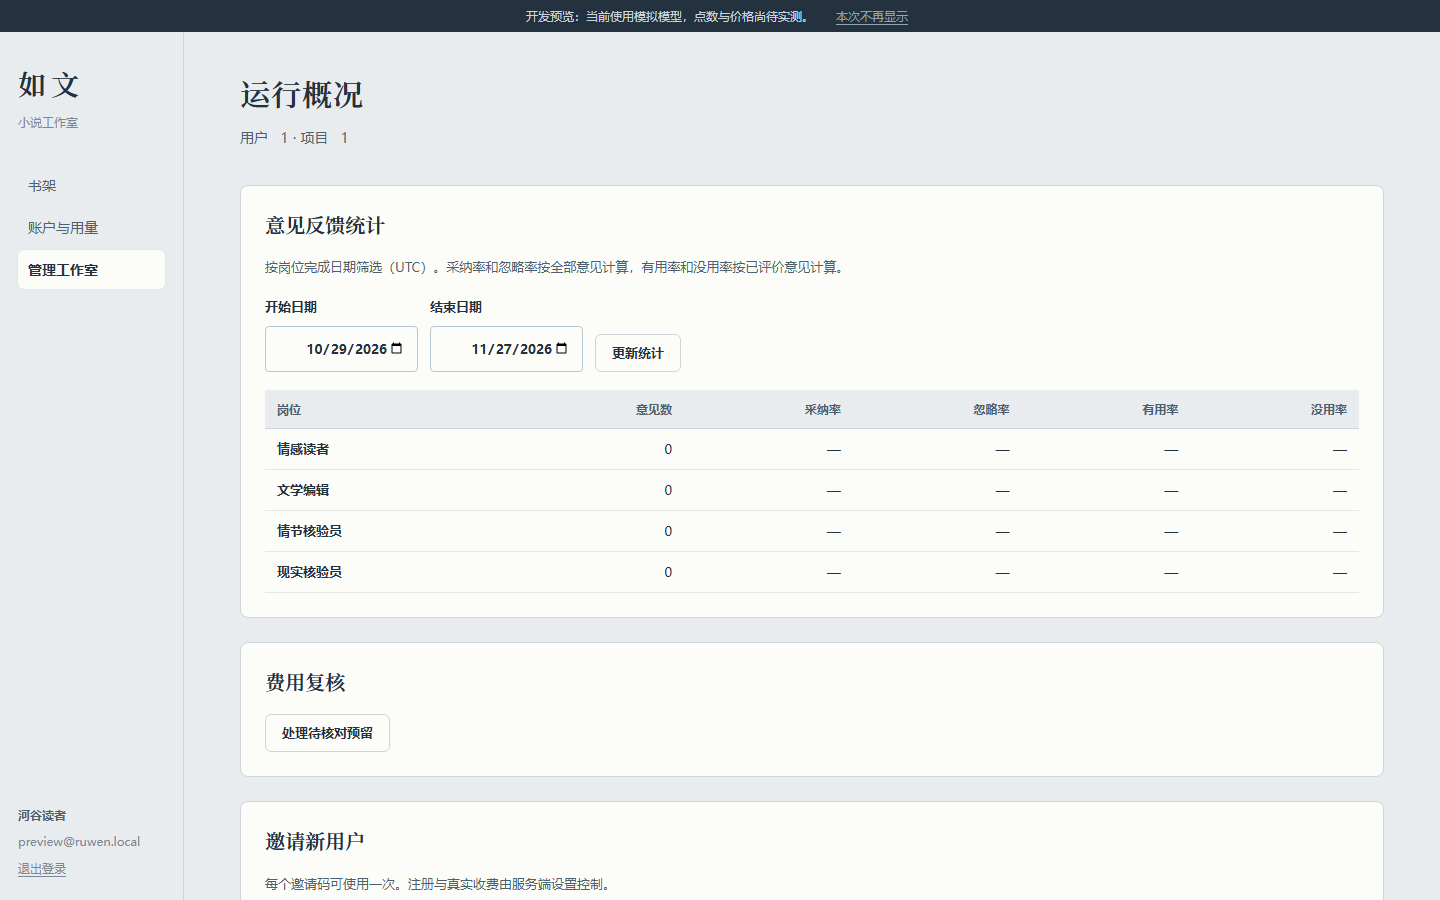 开发预览：当前使用模拟模型，点数与价格尚待实测。 本次不再显示
如文
小说工作室
书架
账户与用量
管理工作室
河谷读者
preview@ruwen.local
退出登录
运行概况
用户 1 · 项目 1
意见反馈统计
按岗位完成日期筛选（UTC）。采纳率和忽略率按全部意见计算，有用率和没用率按已评价意见计算。
开始日期 结束日期
10/29/2026 11/27/2026 更新统计
岗位 意见数 采纳率 忽略率 有用率 没用率
情感读者 0 — — — —
文学编辑 0 — — — —
情节核验员 0 — — — —
现实核验员 0 — — — —
费用复核
处理待核对预留
邀请新用户
每个邀请码可使用一次。注册与真实收费由服务端设置控制。